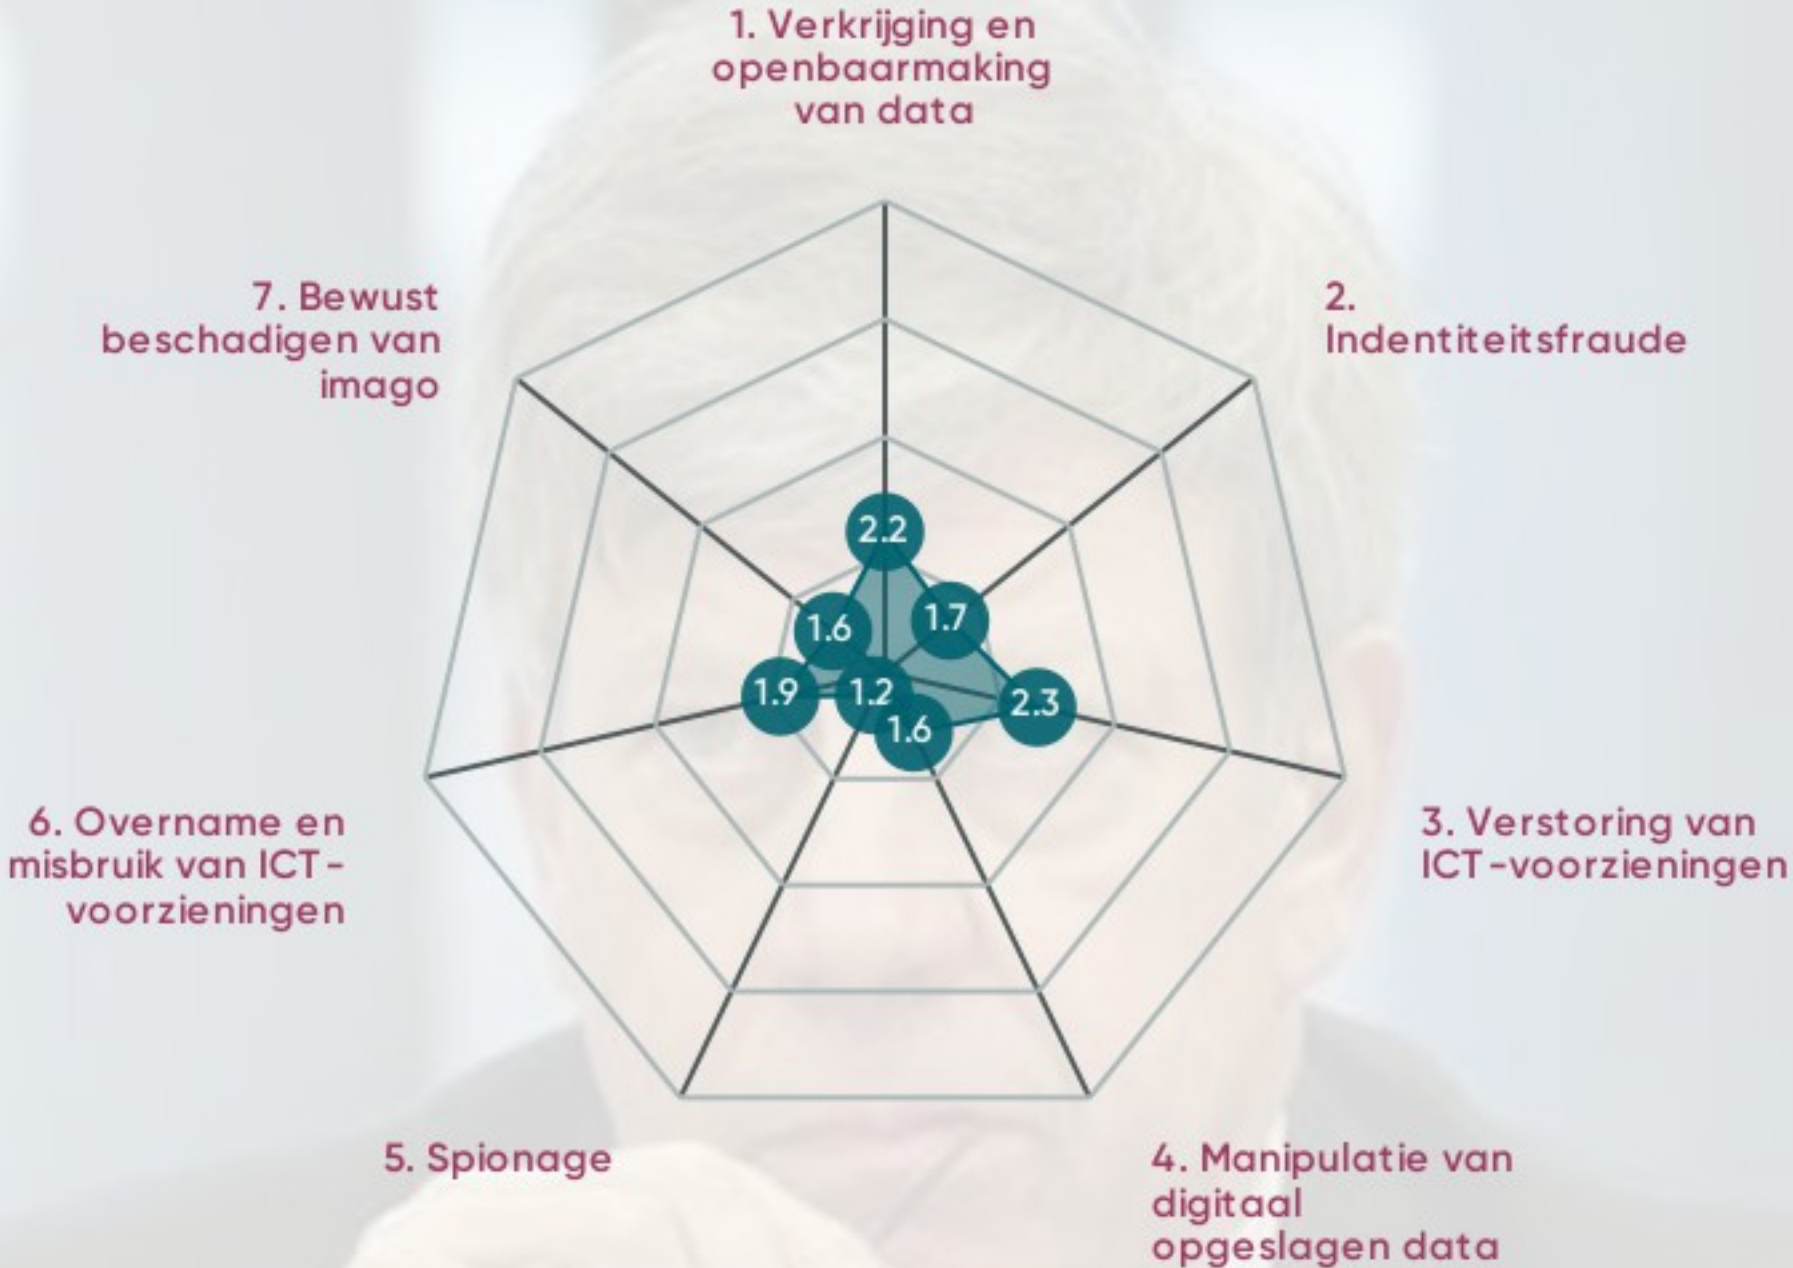 1. Verkrijging en
openbaarmaking
van data
7. Bewust
beschadigen van
imago
2.
Indentiteitsfraude
2.2
1.7
1.6
1.9
1.2
2.3
1.6
6. Overname en
misbruik van ICT-
voorzieningen
3. Verstoring van
ICT-voorzieningen
5. Spionage
4. Manipulatie van
digitaal
opgeslagen data